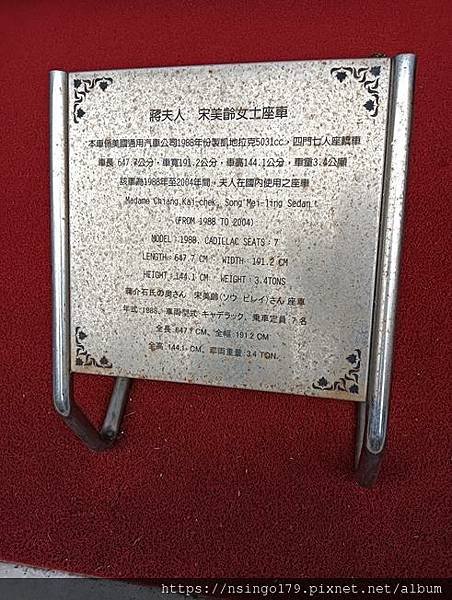 蔣夫人 宋美齡女士座車
本車係美國通用汽車公司1988年份製凱地拉克5031cc，四門七人座轎車
車長 647.7公分，車寬191.2公分，車高144.1公分，車重3.4公噸
該車為1988年至2004年間，夫人在國內使用之座車
Madame Chiang Kai-chek, Song Mei-ling Sedan
(FROM 1988 TO 2004)
MODEL：1988, CADILLAC SEATS：7
LENGTH：647.7 CM WIDTH：191.2 CM
HEIGHT：144.1 CM WEIGHT：3.4TONS
蔣介石氏の奥さん 宋美齡(ソウ ビレイ)さん 座車
年式 1988, 車両型式 キャデラック, 乗車定員 7 名
全長 647.7 CM, 全幅 191.2 CM
全高 144.1 CM, 車両重量 3.4 TON.
https://nsingo179.pixnet.net/album